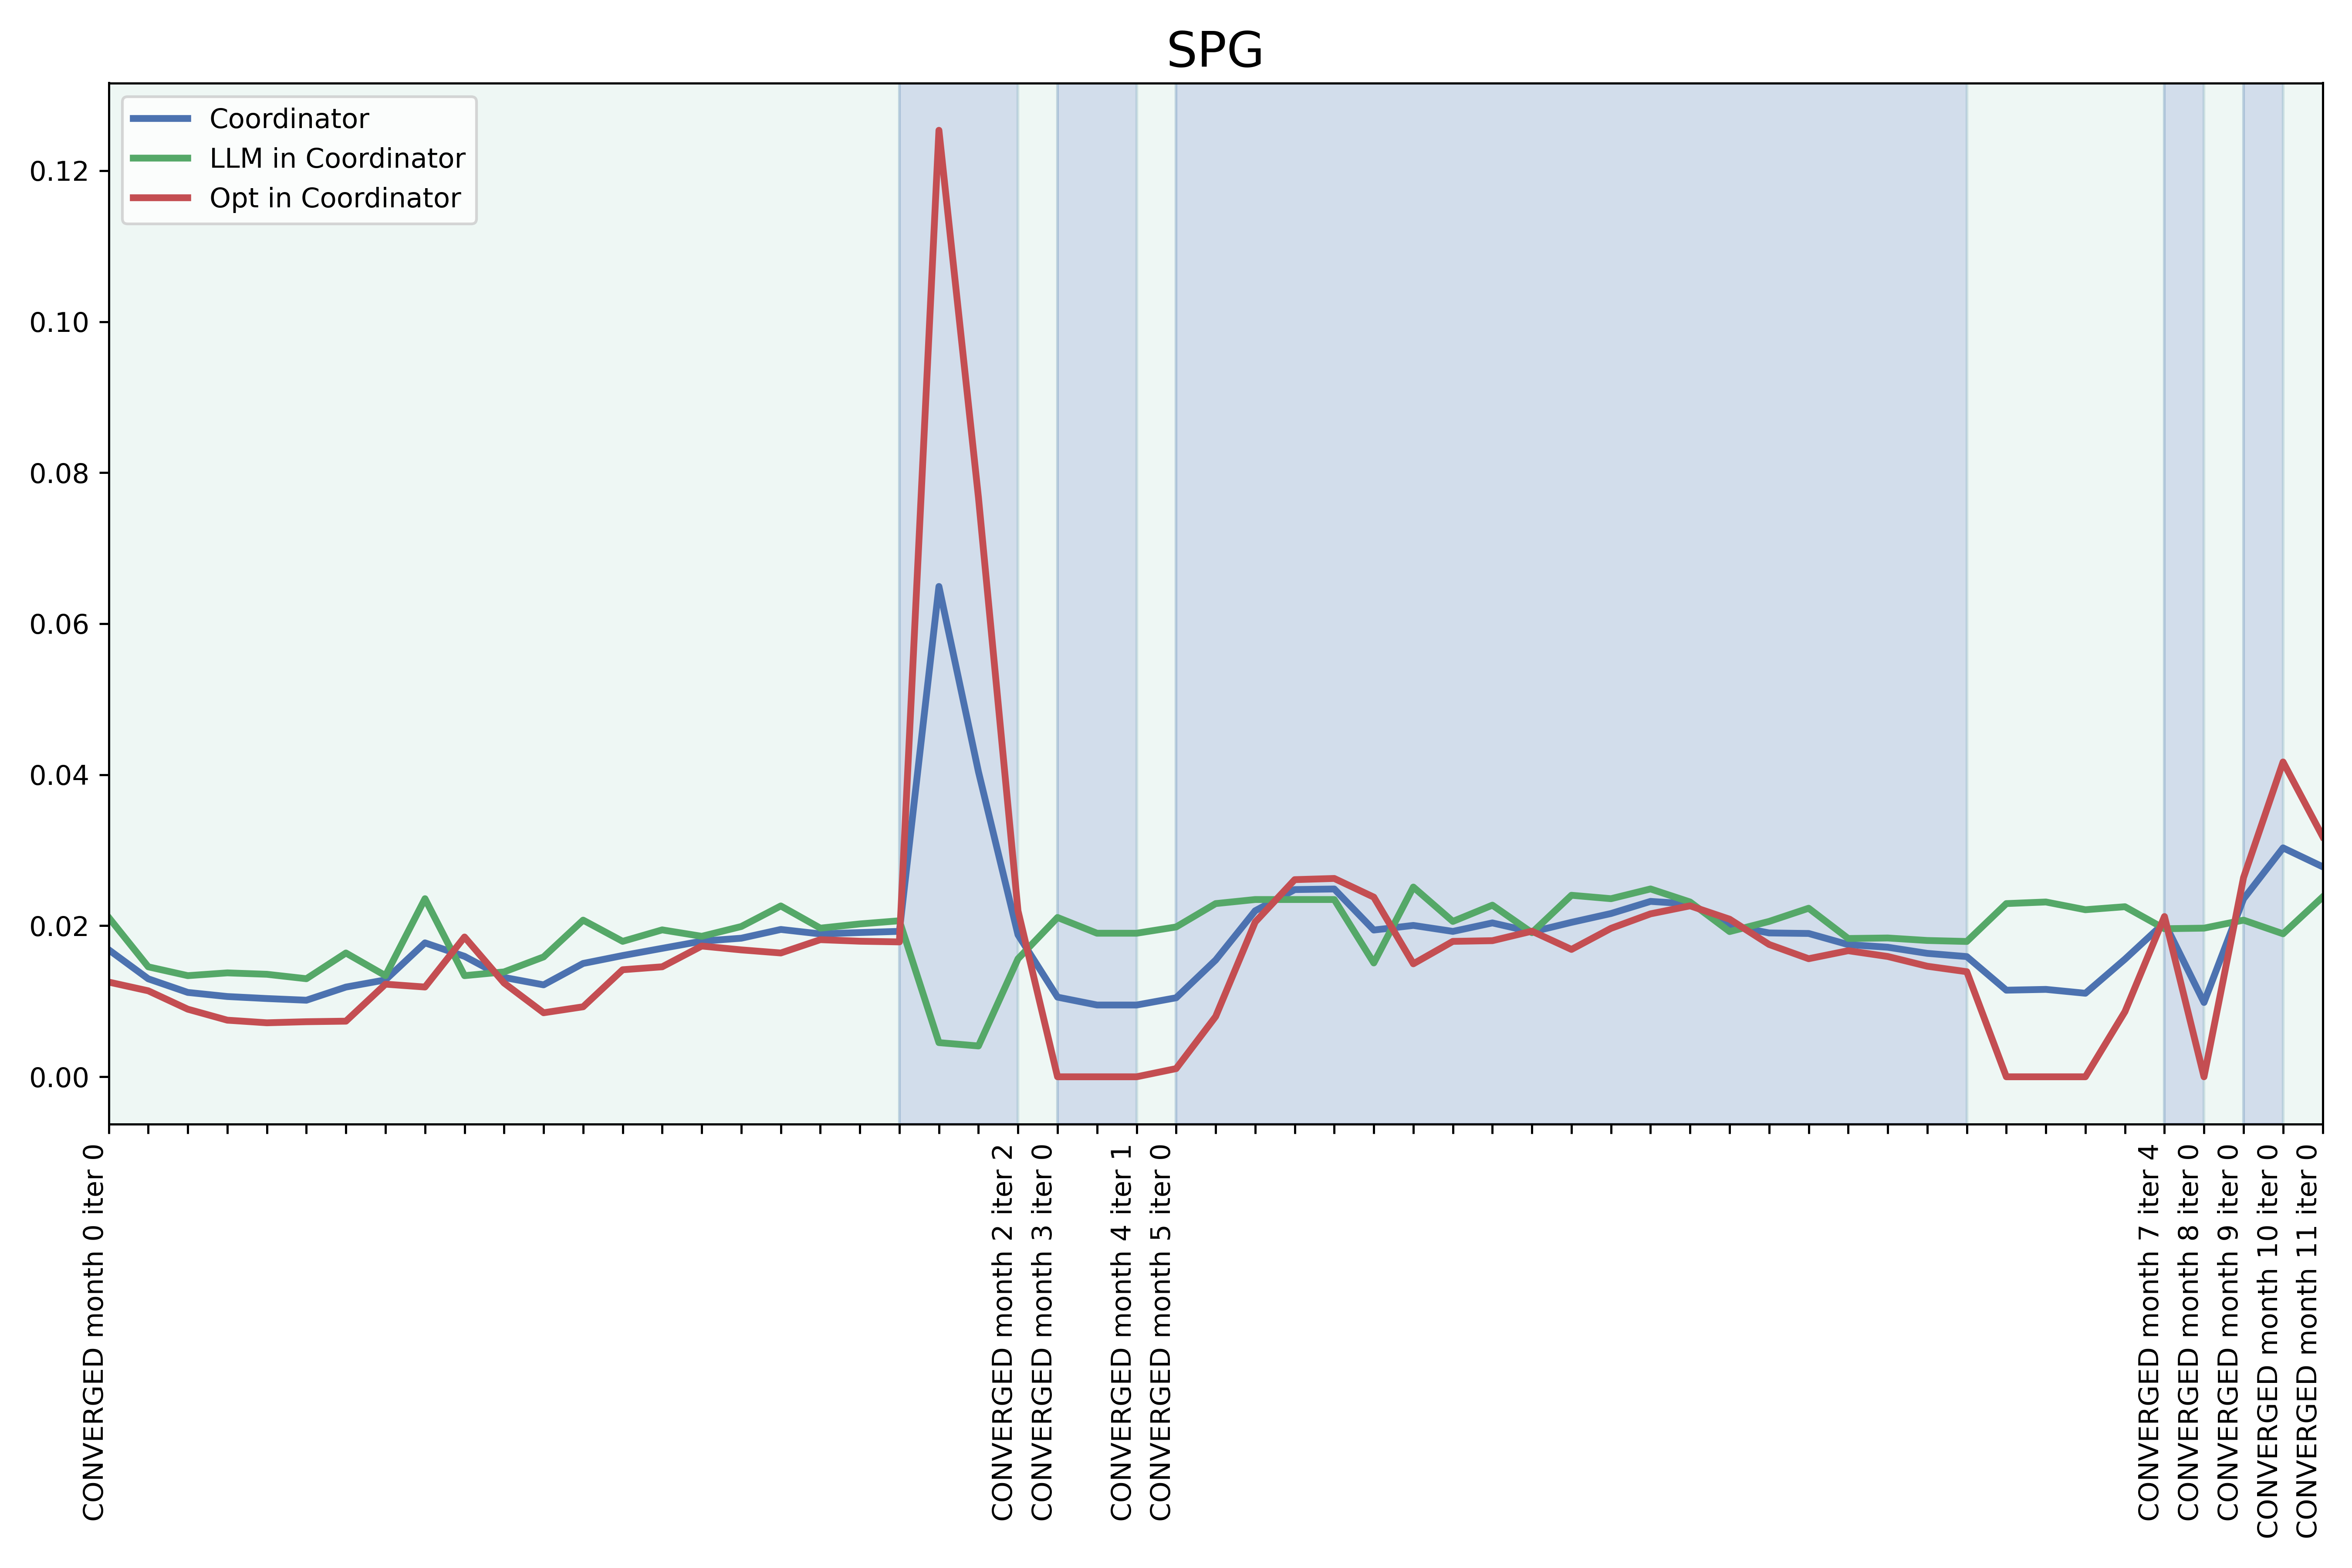 SPG
Coordinator
LLM in Coordinator
Opt in Coordinator
0.12
0.10
0.08
0.06
0.04
0.02
0.00
CONVERGED month 0 iter 0
CONVERGED month 2 iter 2
CONVERGED month 3 iter 0
CONVERGED month 4 iter 1
CONVERGED month 5 iter 0
CONVERGED month 7 iter 4
CONVERGED month 8 iter 0
CONVERGED month 9 iter 0
CONVERGED month 10 iter 0
CONVERGED month 11 iter 0